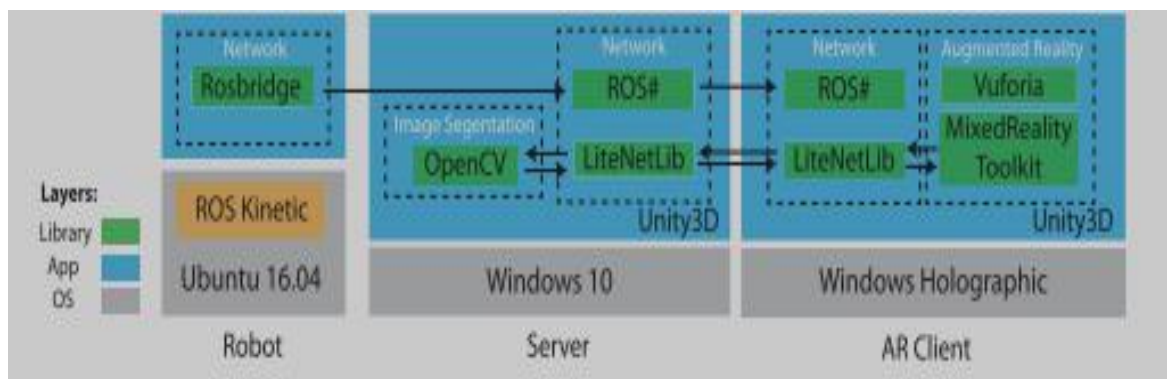 Network
Rosbridge
ROS Kinetic
Ubuntu 16.04
Robot
Network
ROS#
Image Segentation
OpenCV
LiteNetLib
Unity3D
Windows 10
Server
Network
ROS#
LiteNetLib
Augmented Reality
Vuforia
MixedReality
Toolkit
Unity3D
Windows Holographic
AR Client
Layers:
Library
App
OS